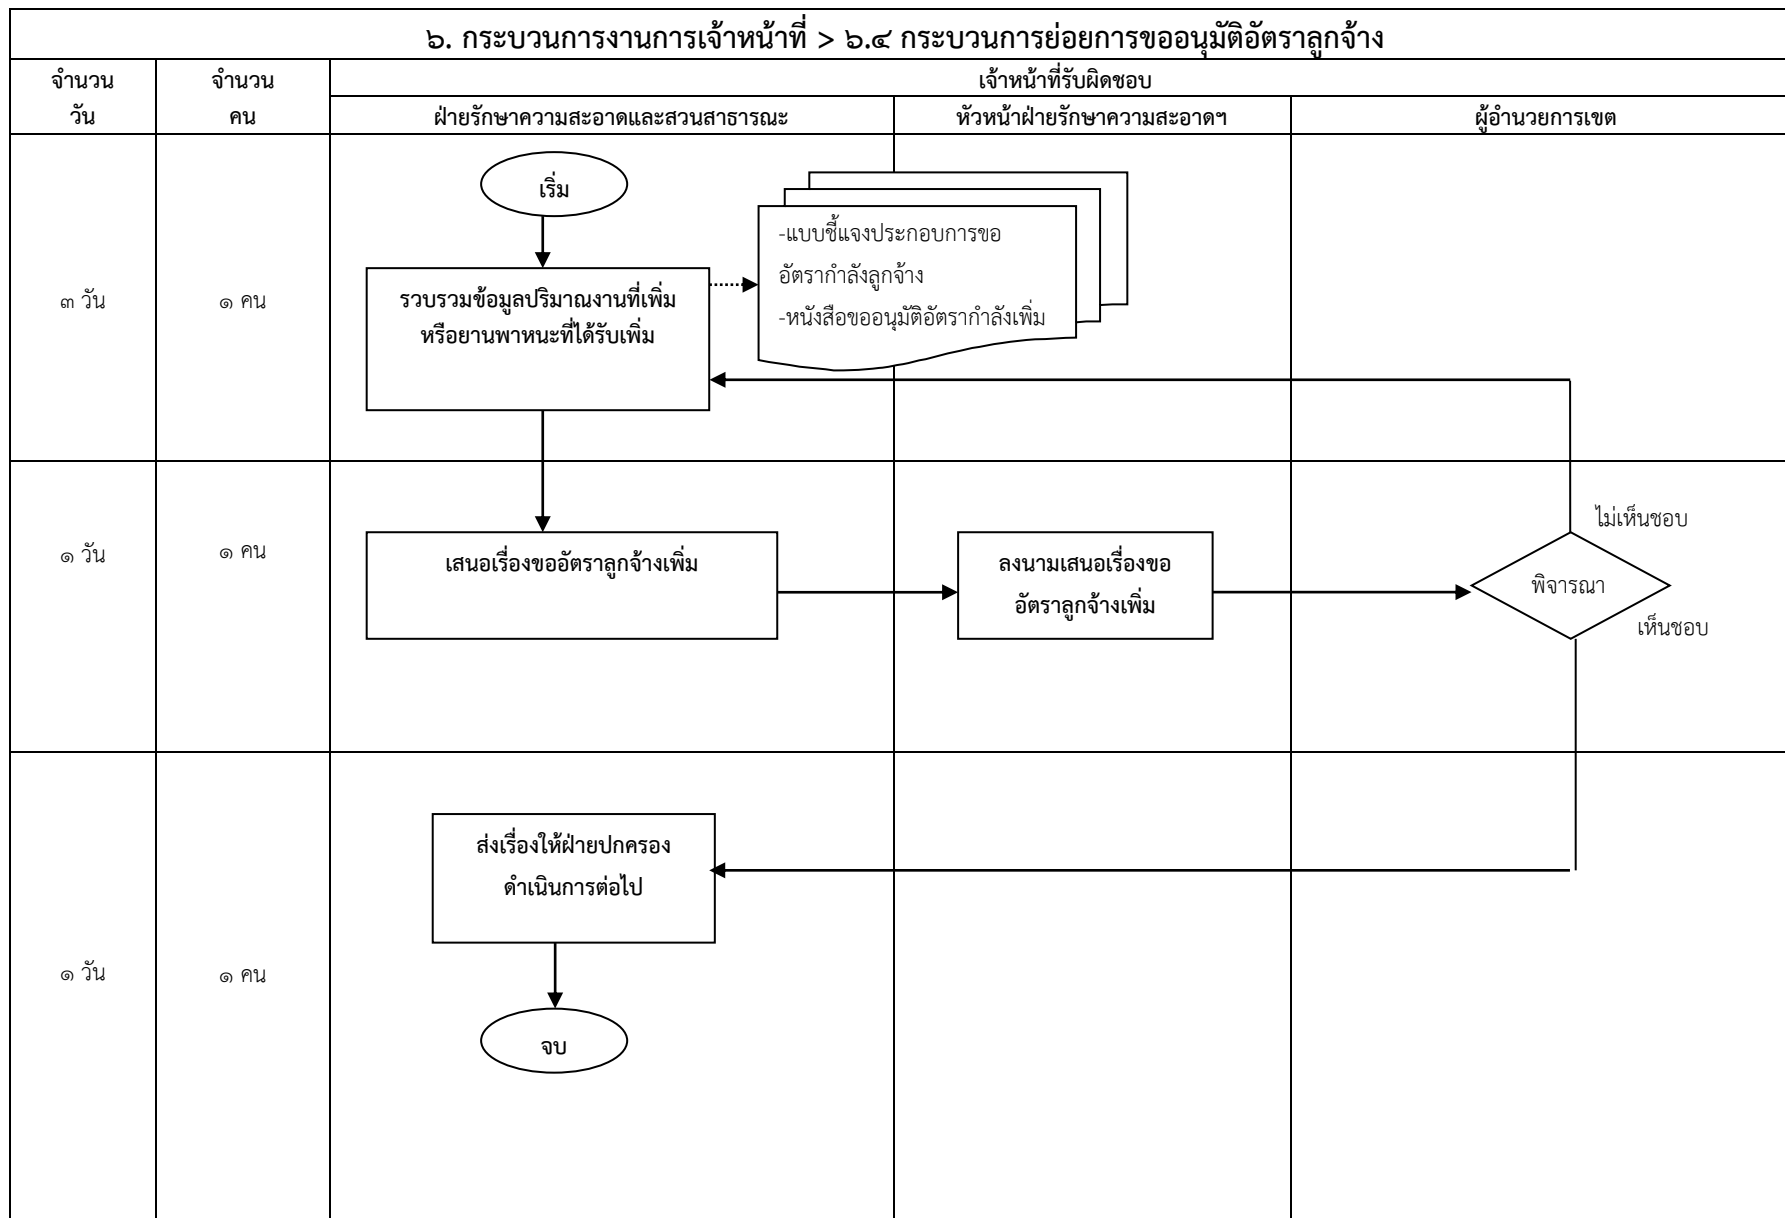 ๖. กระบวนการงานการเจ้าหน้าที่ > ๖.๔ กระบวนการย่อยการขออนุมัติอัตราลูกจ้าง
จำนวน
วัน
จำนวน
คน
เจ้าหน้าที่รับผิดชอบ
ฝ่ายรักษาความสะอาดและสวนสาธารณะ
หัวหน้าฝ่ายรักษาความสะอาดฯ
ผู้อำนวยการเขต
เริ่ม
-แบบชี้แจงประกอบการขอ
อัตรากำลังลูกจ้าง
-หนังสือขออนุมัติอัตรากำลังเพิ่ม
๓ วัน
๑ คน
รวบรวมข้อมูลปริมาณงานที่เพิ่ม
หรือยานพาหนะที่ได้รับเพิ่ม
๑ วัน
๑ คน
เสนอเรื่องขออัตราลูกจ้างเพิ่ม
ลงนามเสนอเรื่องขอ
อัตราลูกจ้างเพิ่ม
ไม่เห็นชอบ
พิจารณา
เห็นชอบ
ส่งเรื่องให้ฝ่ายปกครอง
ดำเนินการต่อไป
๑ วัน
๑ คน
จบ